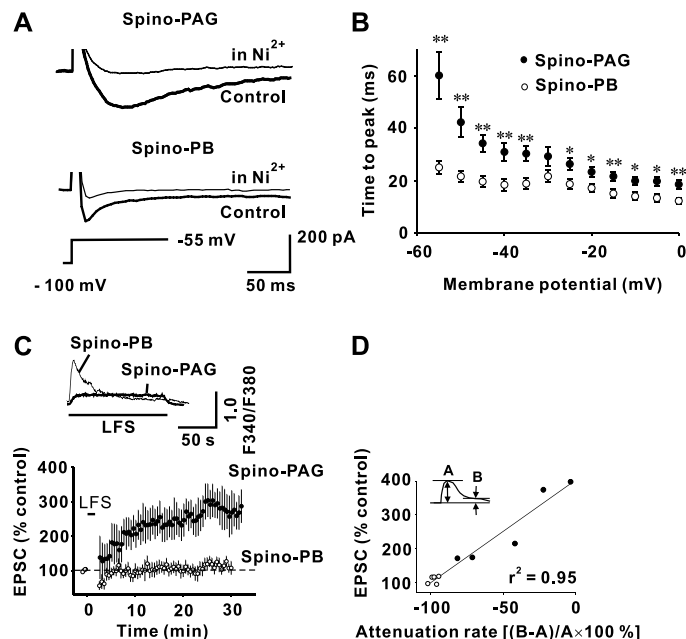 A
Spino-PAG
in Ni2+
Control
Spino-PB
in Ni2+
Control
-55 mV
-100 mV
200 pA
50 ms
B
** ** ** ** ** * * ** * * **
Spino-PAG
Spino-PB
Time to peak (ms)
60
40
20
0
-60 -40 -20 0
Membrane potential (mV)
C
Spino-PB
Spino-PAG
LFS
1.0
F340/F380
50 s
EPSC (% control)
400
300
200
100
LFS
Spino-PAG
Spino-PB
0 10 20 30
Time (min)
D
A B
EPSC (% control)
400
300
200
100
r2 = 0.95
-100 -50 0
Attenuation rate [(B-A)/A×100 %]